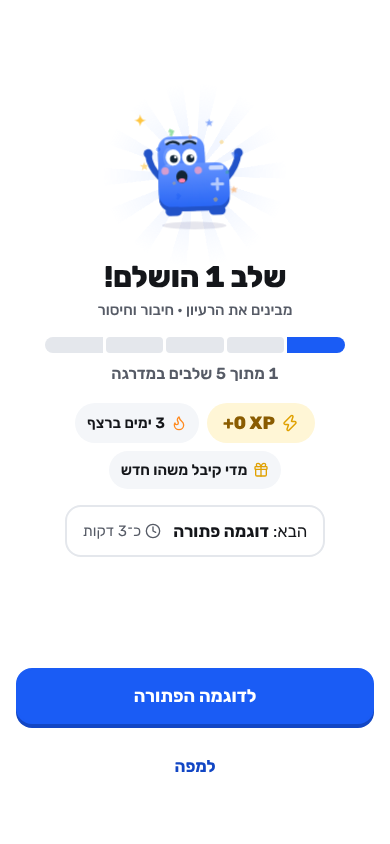 שלב 1 הושלם!
מבינים את הרעיון • חיבור וחיסור
1 מתוך 5 שלבים במדרגה
+0 XP
3 ימים ברצף
מדי קיבל משהו חדש
הבא: דוגמה פתורה כ־3 דקות
לדוגמה הפתורה
למפה